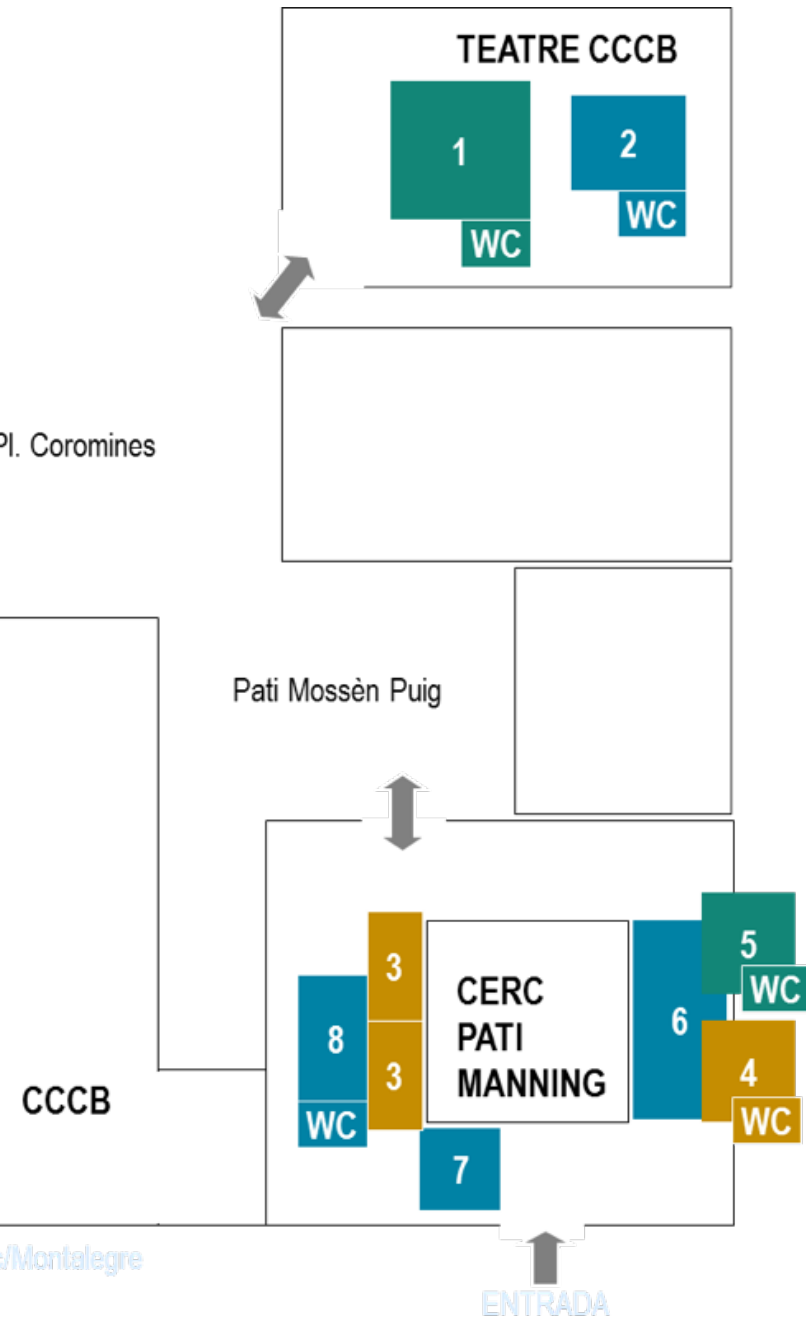 TEATRE CCCB
1
2
WC
WC
Pl. Coromines
Pati Mossèn Puig
3
5
WC
CERC
PATI
MANNING
6
8
3
4
WC
WC
CCCB
7
c/Montalegre
ENTRADA